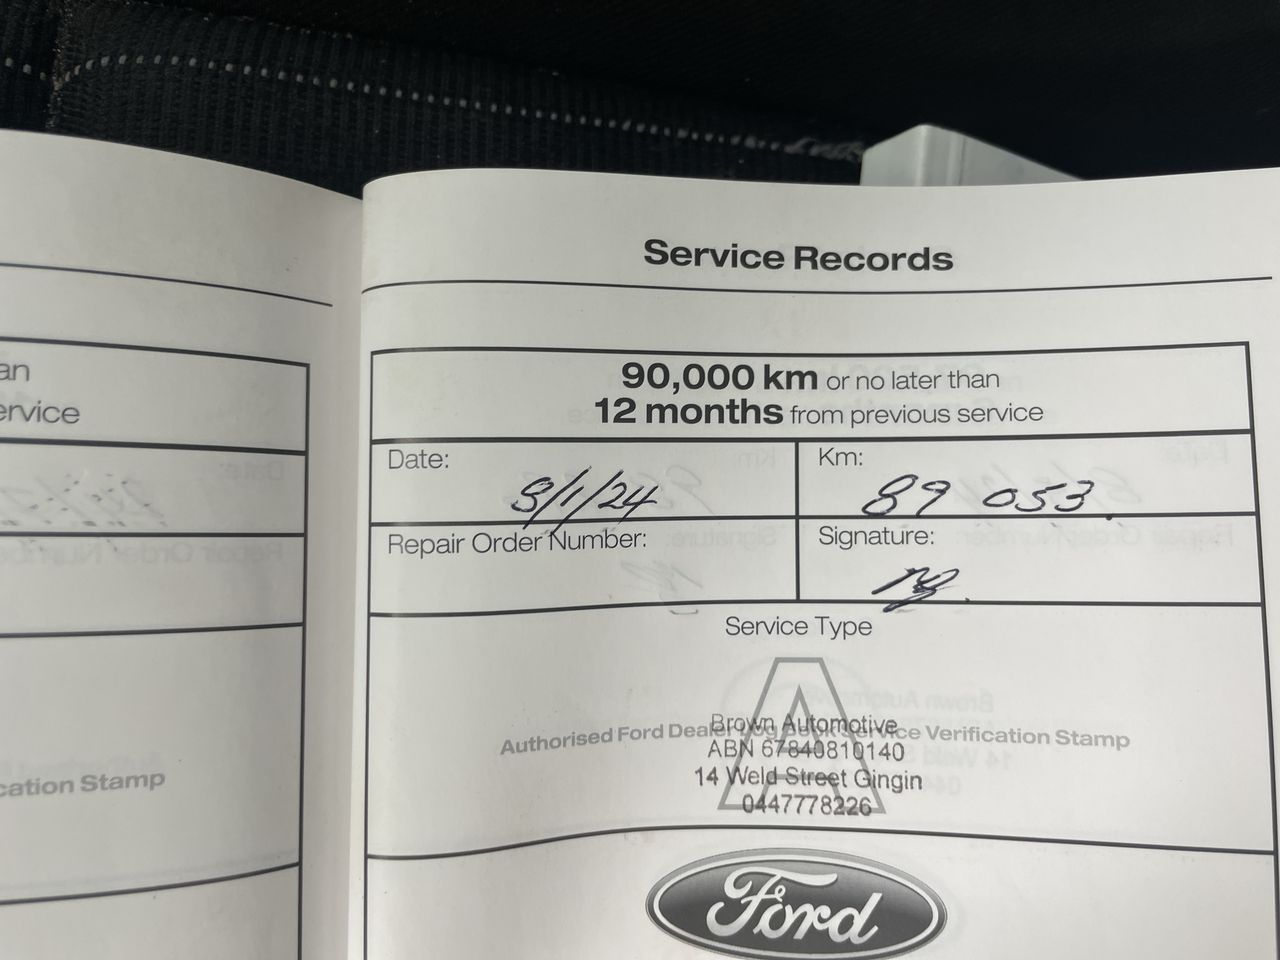 an
ervice
cation Stamp
Service Records
90,000 km or no later than
12 months from previous service
Date:
8/1/24
Km:
89 053
Repair Order Number:
Signature:
Service Type
A
Authorised Ford Dealer Log Book Service Verification Stamp
Brown Automotive
ABN 67840810140
14 Weld Street Gingin
0447778226
Ford